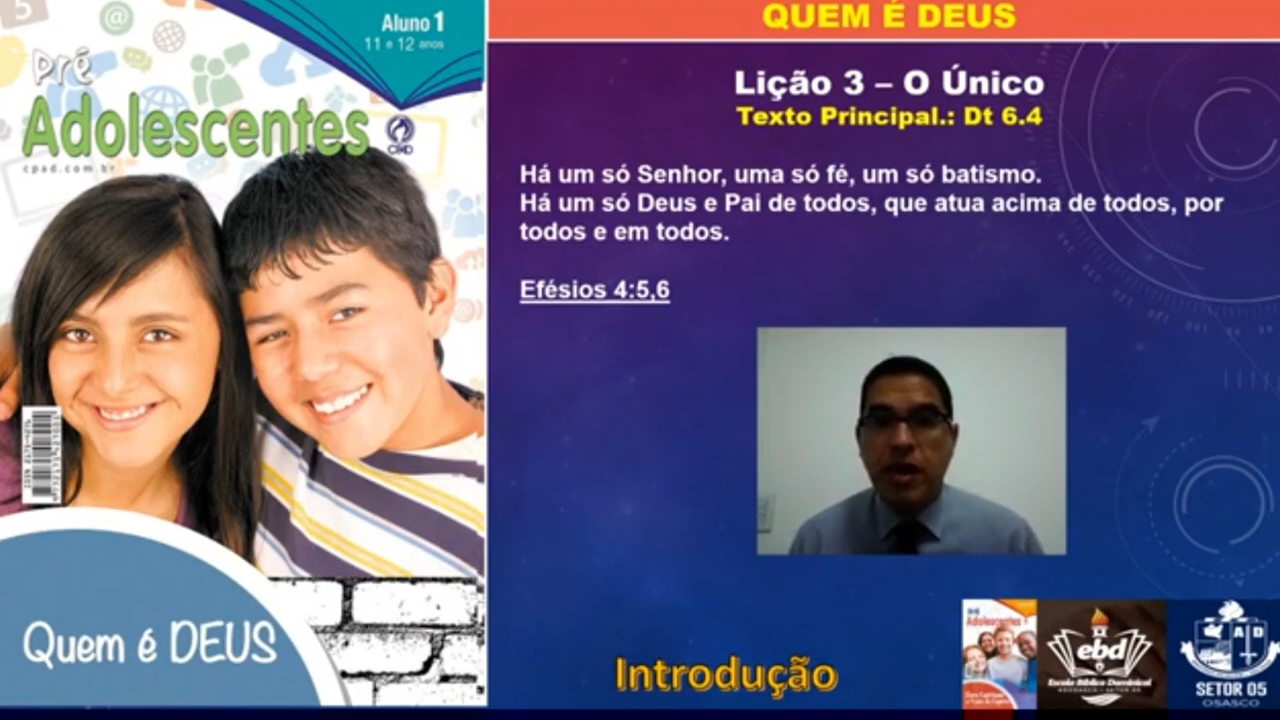 Aluno 1
11 e 12 anos
Pré
Adolescentes
CPAD
cpad.com.br
Quem é DEUS
QUEM É DEUS
Lição 3 – O Único
Texto Principal.: Dt 6.4
Há um só Senhor, uma só fé, um só batismo.
Há um só Deus e Pai de todos, que atua acima de todos, por
todos e em todos.
Efésios 4:5,6
Introdução
Adolescentes
ebd
Escola Bíblica Dominical
A D
SETOR 05
OSASCO